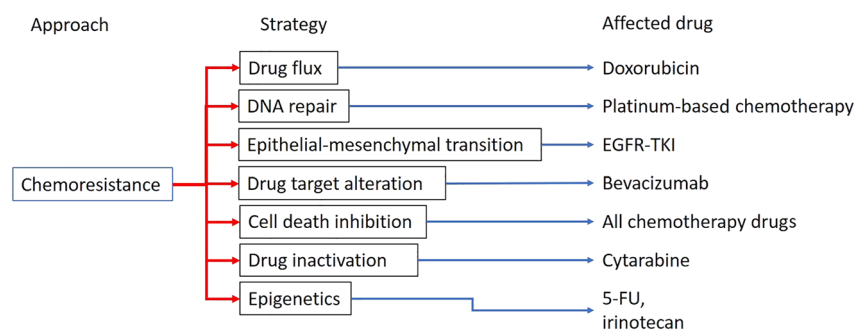 Approach Strategy Affected drug
Drug flux Doxorubicin
DNA repair Platinum-based chemotherapy
Epithelial-mesenchymal transition EGFR-TKI
Chemoresistance Drug target alteration Bevacizumab
Cell death inhibition All chemotherapy drugs
Drug inactivation Cytarabine
Epigenetics 5-FU,
irinotecan